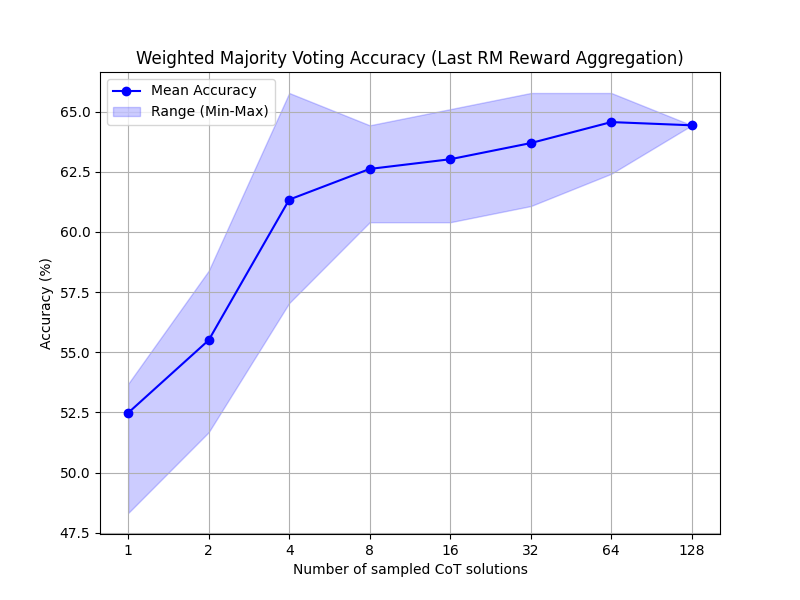 Weighted Majority Voting Accuracy (Last RM Reward Aggregation)
Mean Accuracy
Range (Min-Max)
65.0
62.5
60.0
57.5
55.0
52.5
50.0
47.5
Accuracy (%)
1 2 4 8 16 32 64 128
Number of sampled CoT solutions